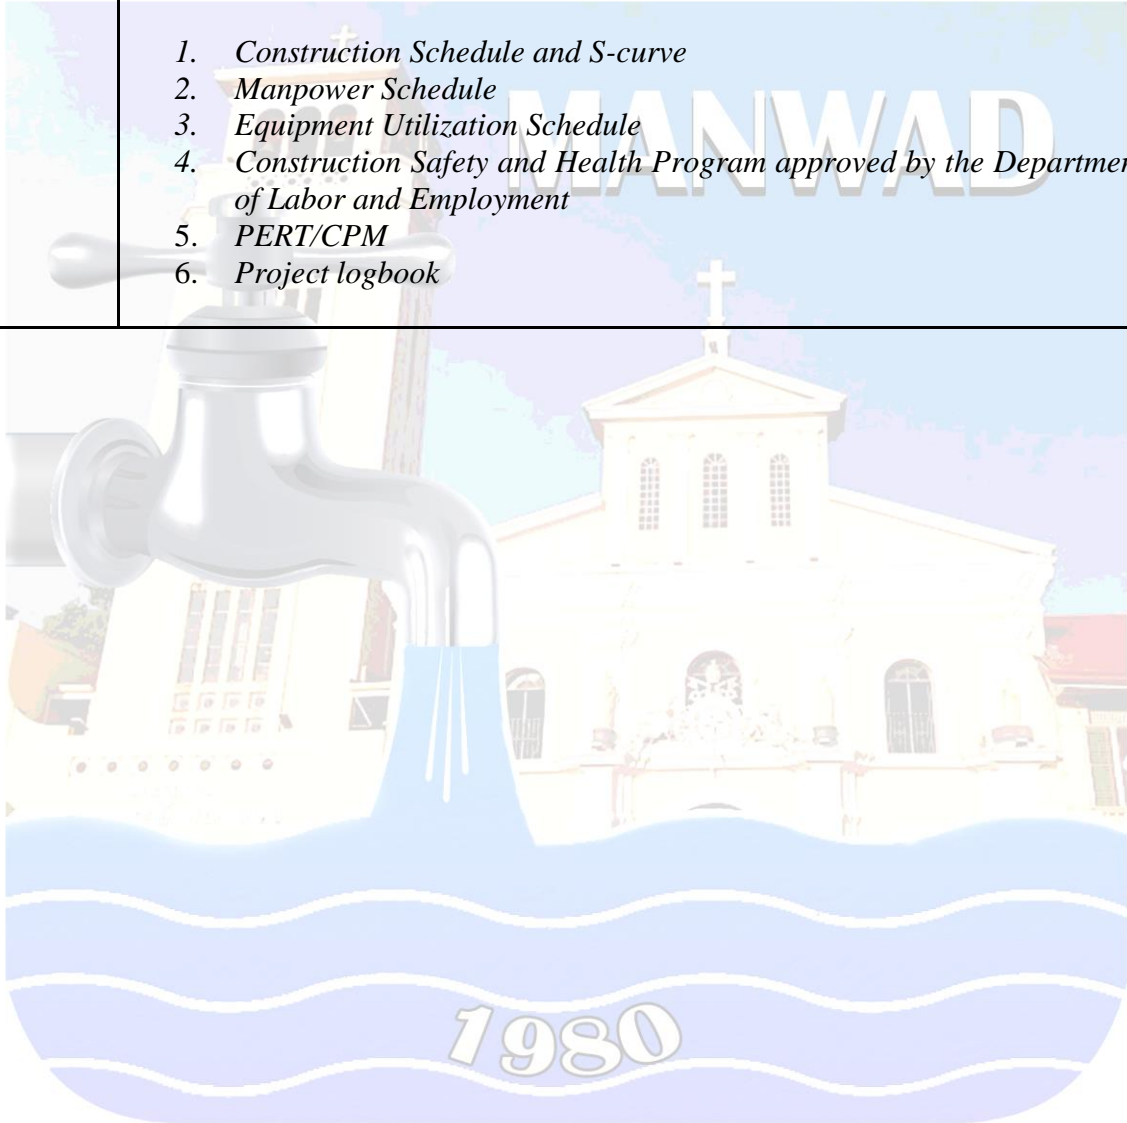 1. Construction Schedule and S-curve
2. Manpower Schedule
3. Equipment Utilization Schedule
4. Construction Safety and Health Program approved by the
of Labor and Employment
5. PERT/CPM
6. Project logbook
MANWAD
1980